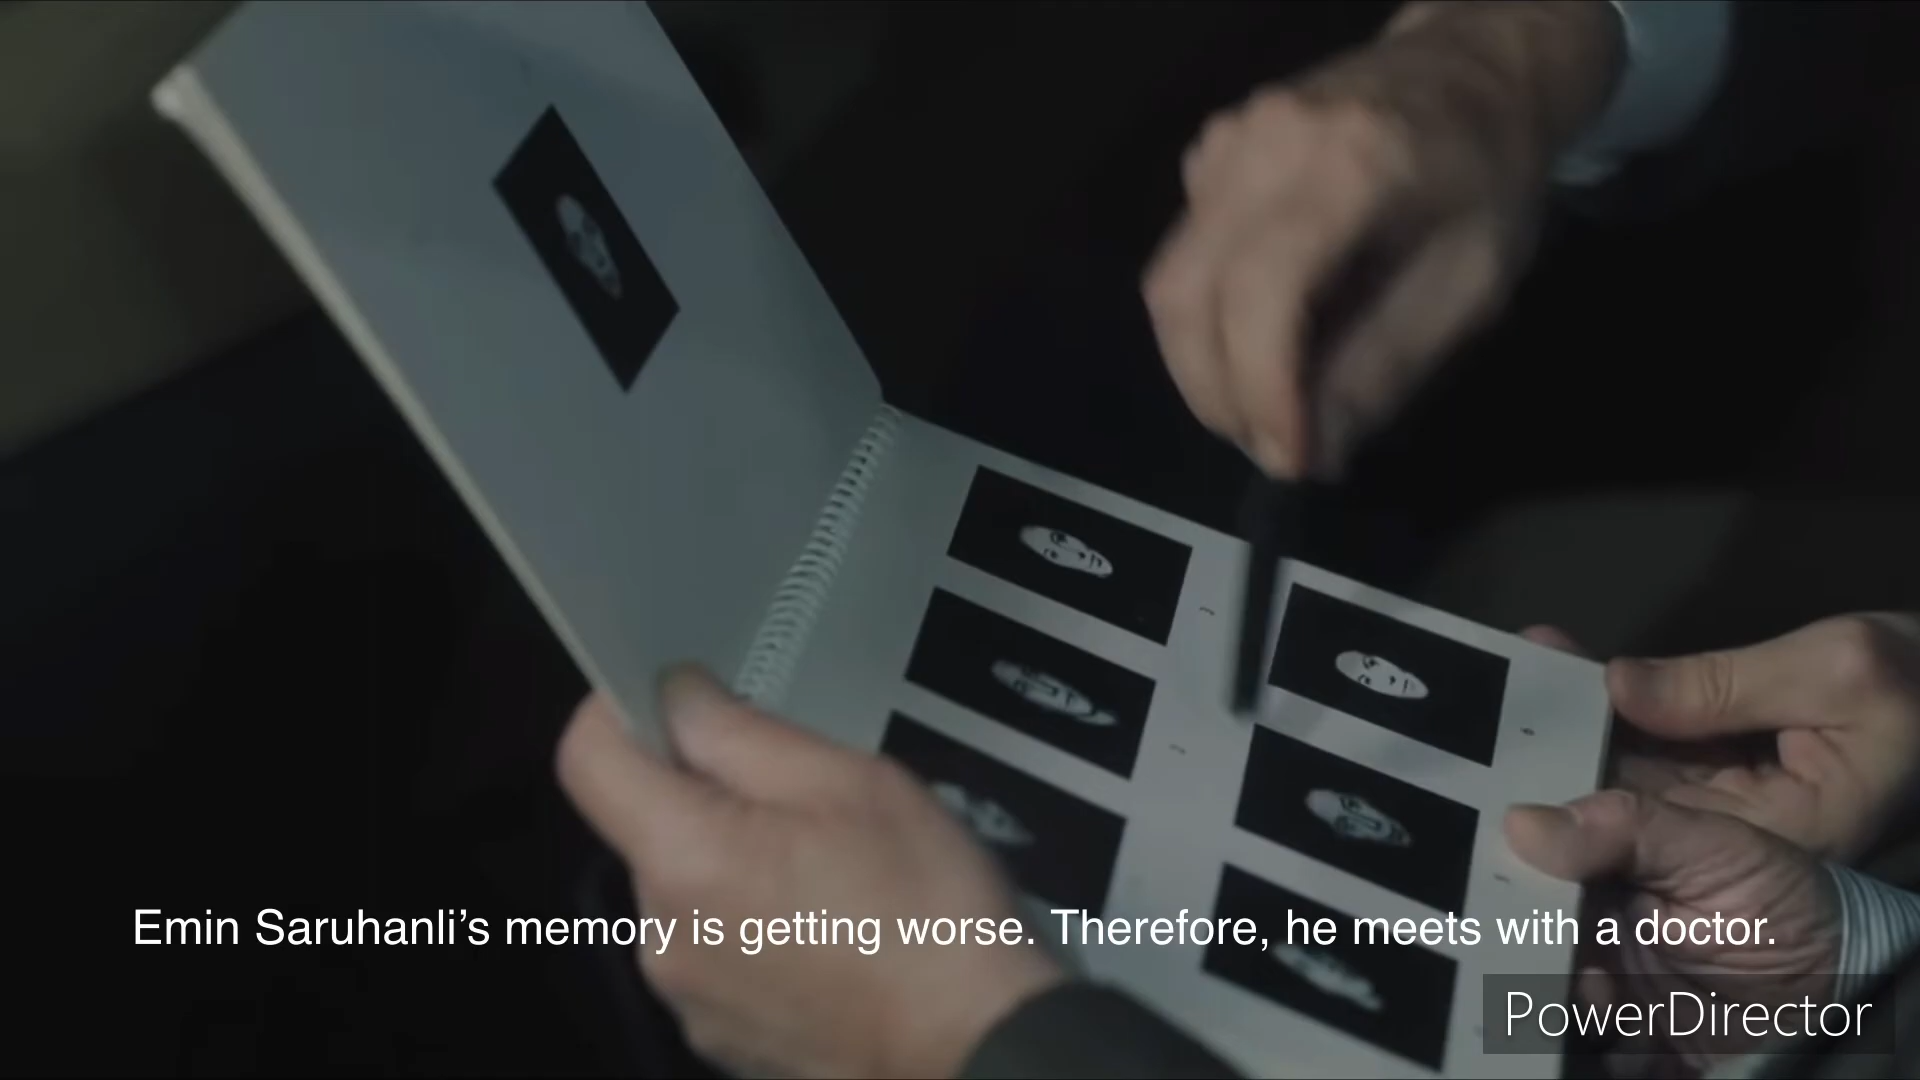 Emin Saruhanli’s memory is getting worse. Therefore, he meets with a doctor.
PowerDirector